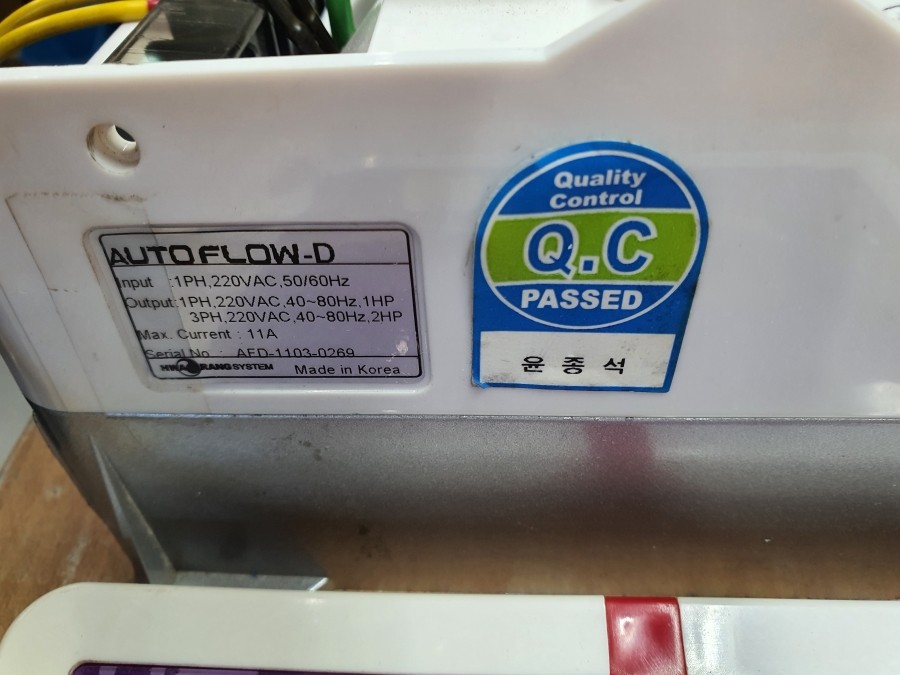 AUTOFLOW-D
Input :1PH,220VAC,50/60Hz
Output:1PH,220VAC,40~80Hz,1HP
3PH,220VAC,40~80Hz,2HP
Max. Current : 11A
Serial No. : AFD-1103-0269
SYSTEM
Made in Korea
Quality
Control
Q.C
PASSED
윤 종 석